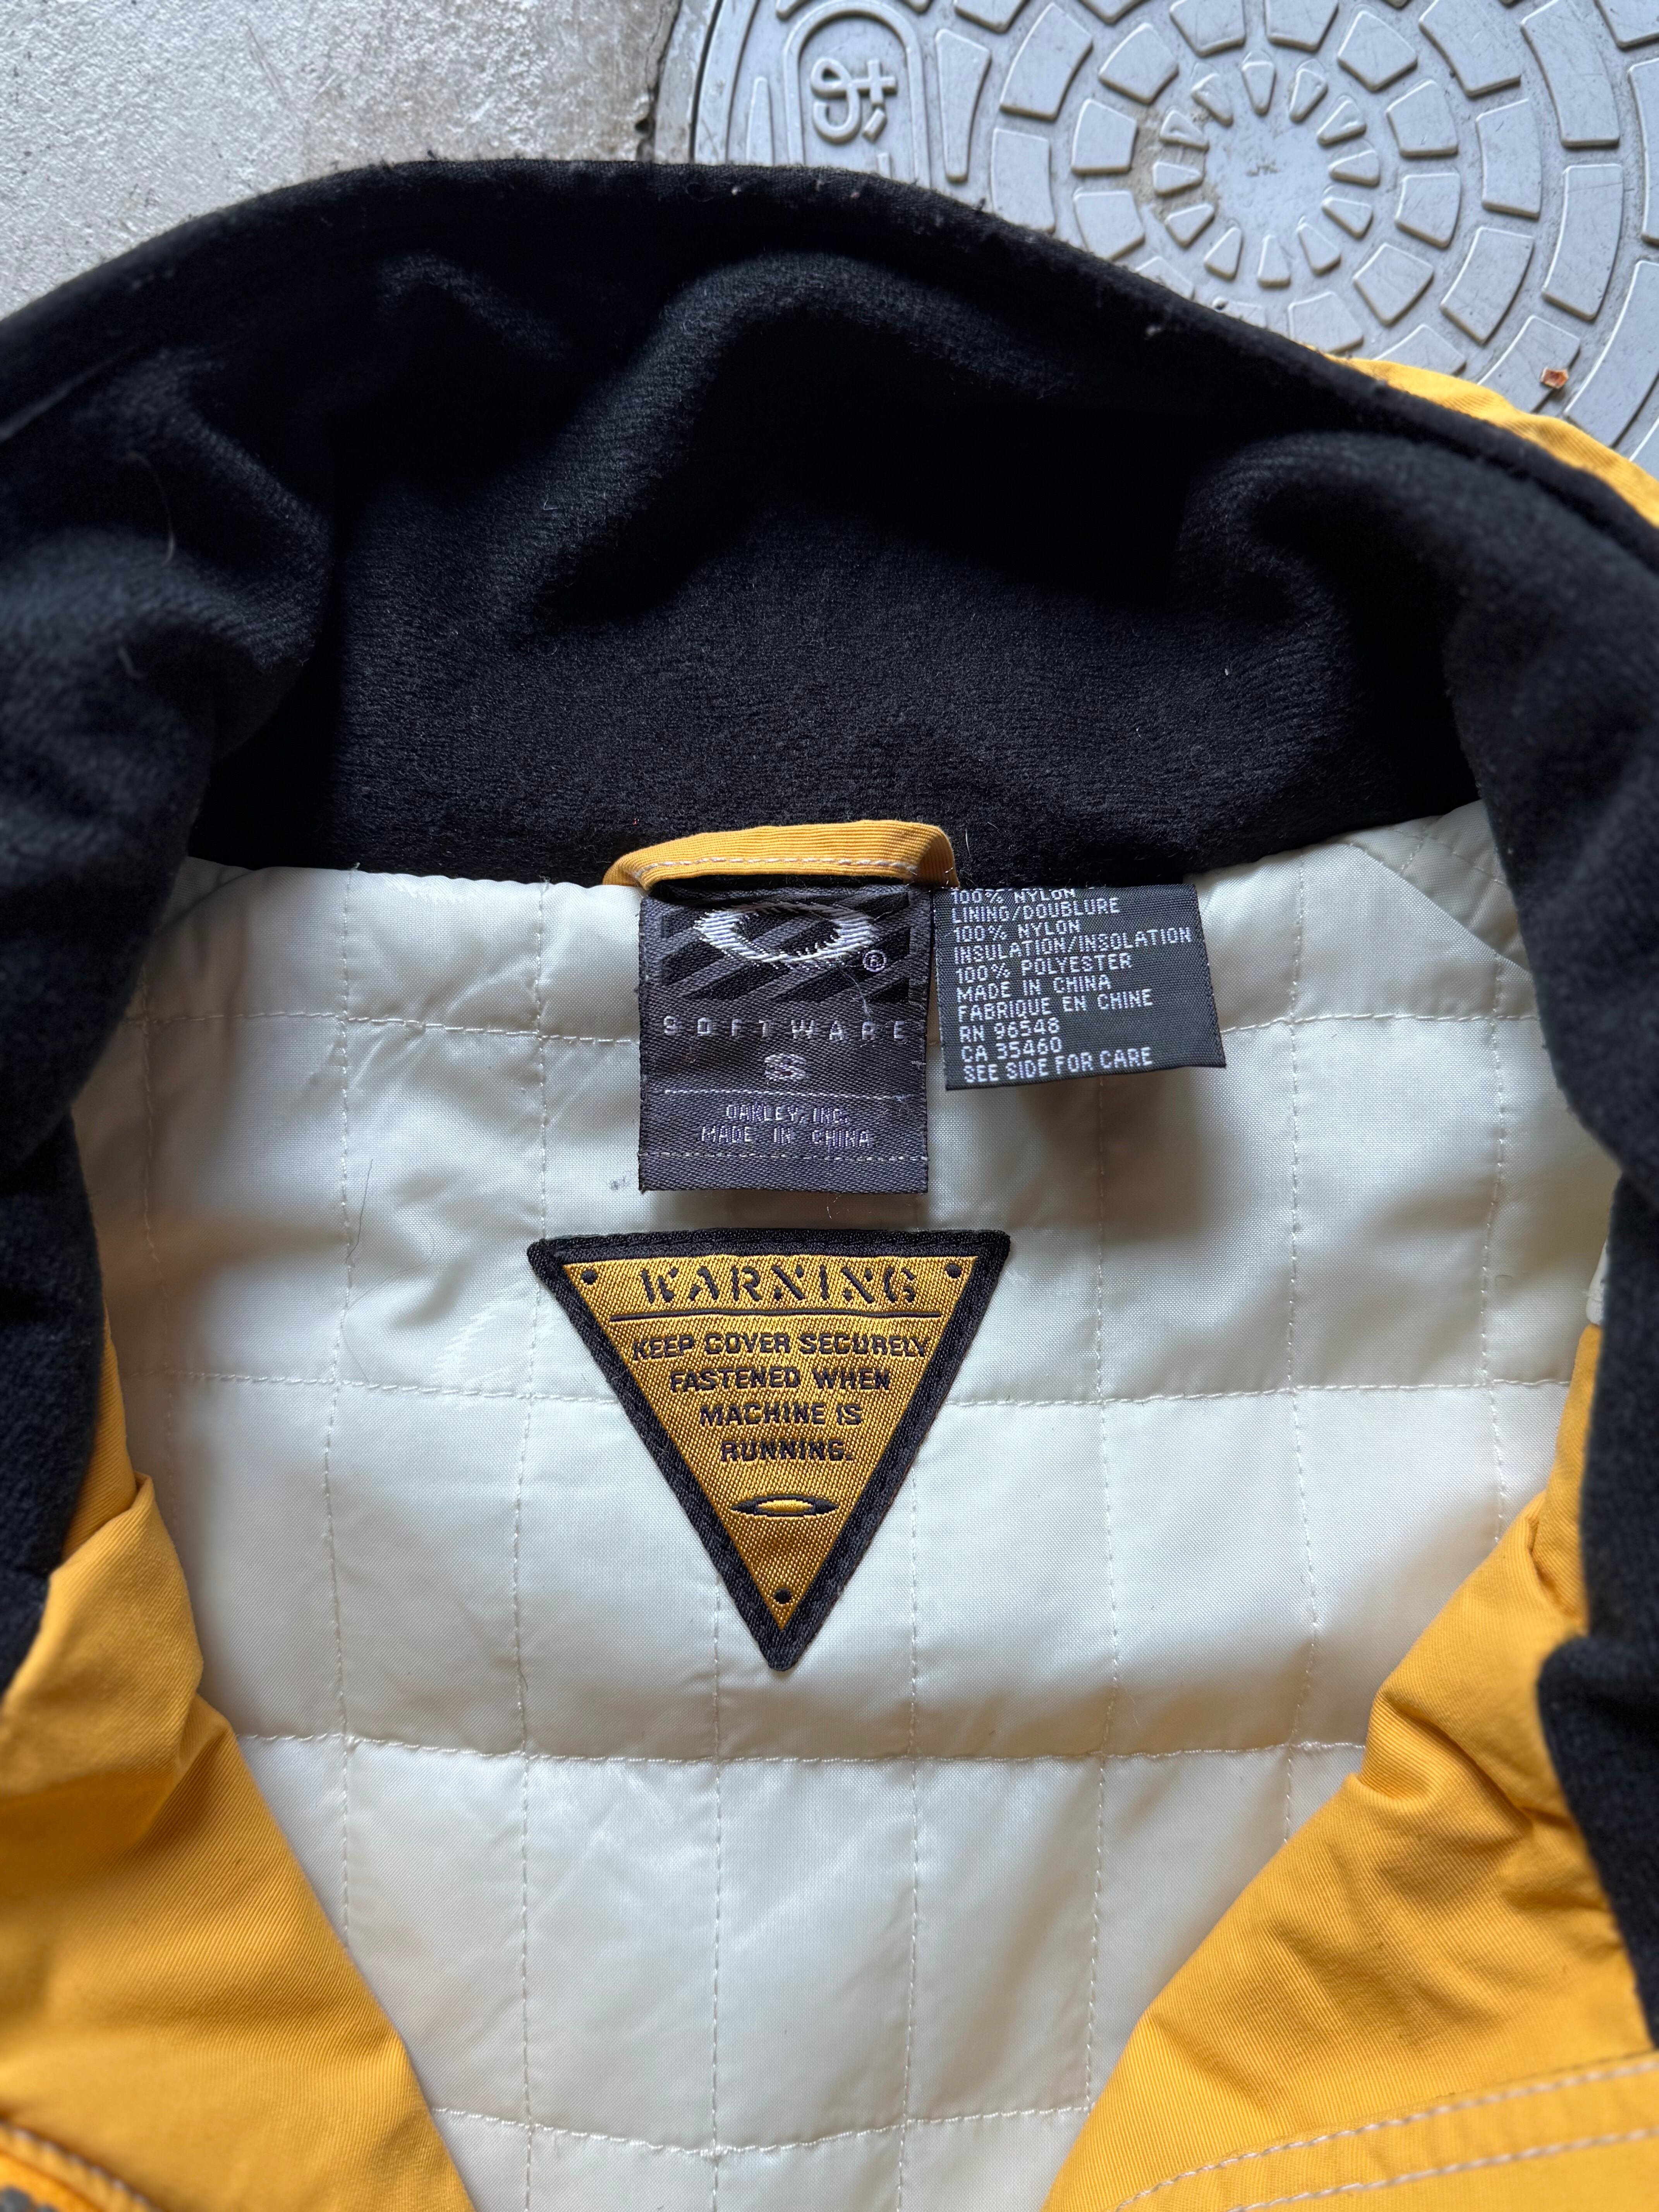 お
®
SOFTWARE
S
OAKLEY, INC.
MADE IN CHINA
100% NYLON
LINING/DOUBLURE
100% NYLON
INSULATION/INSOLATION
100% POLYESTER
MADE IN CHINA
FABRIQUE EN CHINE
RN 96548
CA 35460
SEE SIDE FOR CARE
WARNING
KEEP COVER SECURELY
FASTENED WHEN
MACHINE IS
RUNNING.